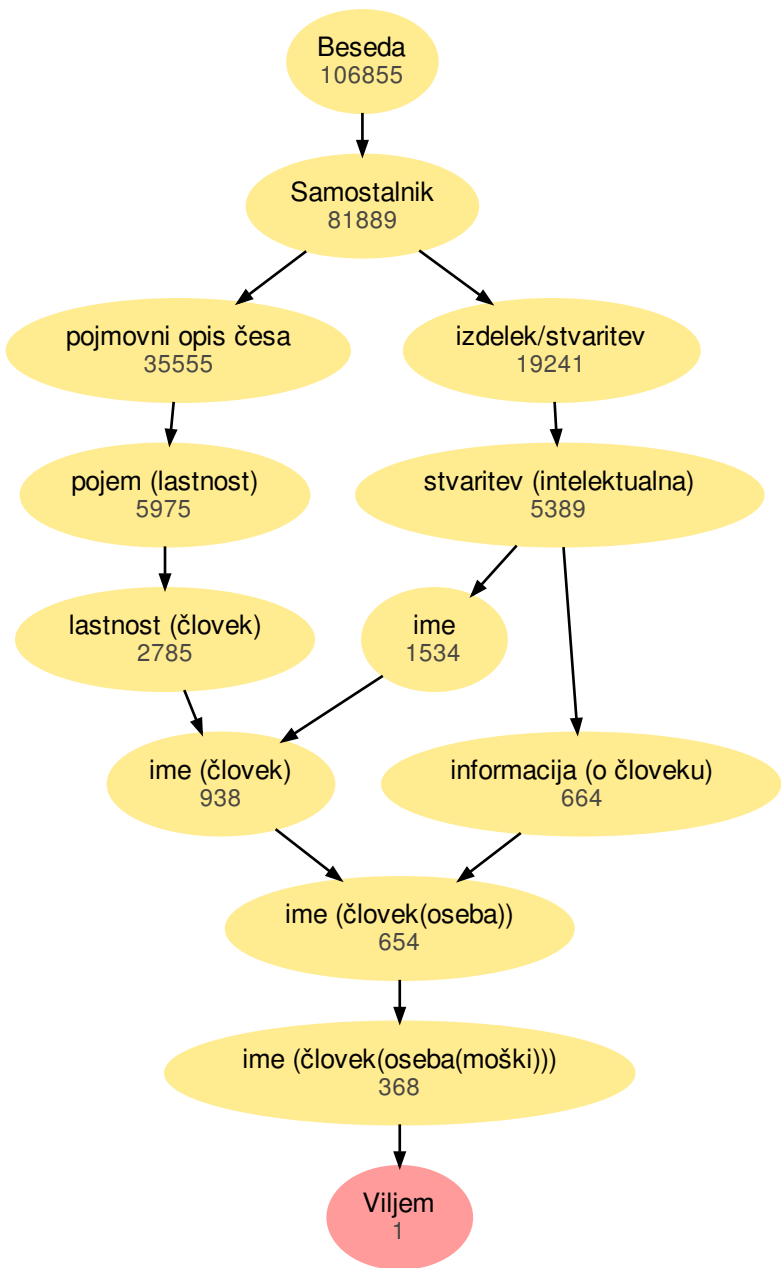 Beseda
106855
Samostalnik
81889
pojmovni opis česa
35555
izdelek/stvaritev
19241
pojem (lastnost)
5975
stvaritev (intelektualna)
5389
lastnost (človek)
2785
ime
1534
ime (človek)
938
informacija (o človeku)
664
ime (človek(oseba))
654
ime (človek(oseba(moški)))
368
Viljem
1